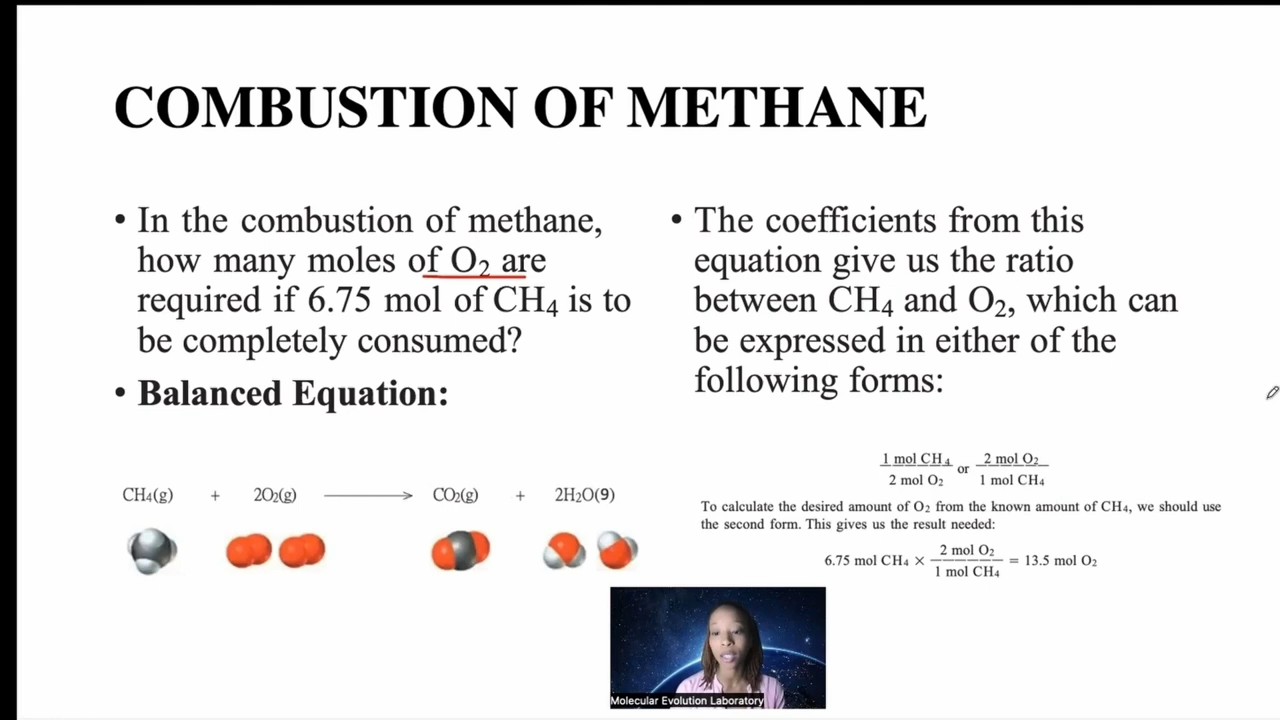 COMBUSTION OF METHANE
• In the combustion of methane,
how many moles of O₂ are
required if 6.75 mol of CH₄ is to
be completely consumed?
• Balanced Equation:
CH₄(g) + 2O₂(g) ⟶ CO₂(g) + 2H₂O(9)
• The coefficients from this
equation give us the ratio
between CH₄ and O₂, which can
be expressed in either of the
following forms:
1 mol CH₄ / 2 mol O₂ or 2 mol O₂ / 1 mol CH₄
To calculate the desired amount of O₂ from the known amount of CH₄, we should use
the second form. This gives us the result needed:
6.75 mol CH₄ × 2 mol O₂ / 1 mol CH₄ = 13.5 mol O₂
Molecular Evolution Laboratory